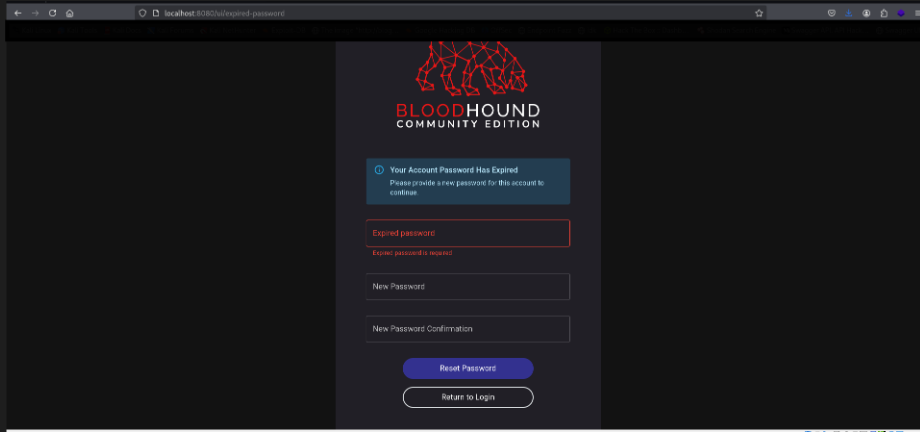 localhost:8080/ui/expired-password
BLOODHOUND
COMMUNITY EDITION
Your Account Password Has Expired
Please provide a new password for this account to
continue
Expired password
Expired password is required
New Password
New Password Confirmation
Reset Password
Return to Login